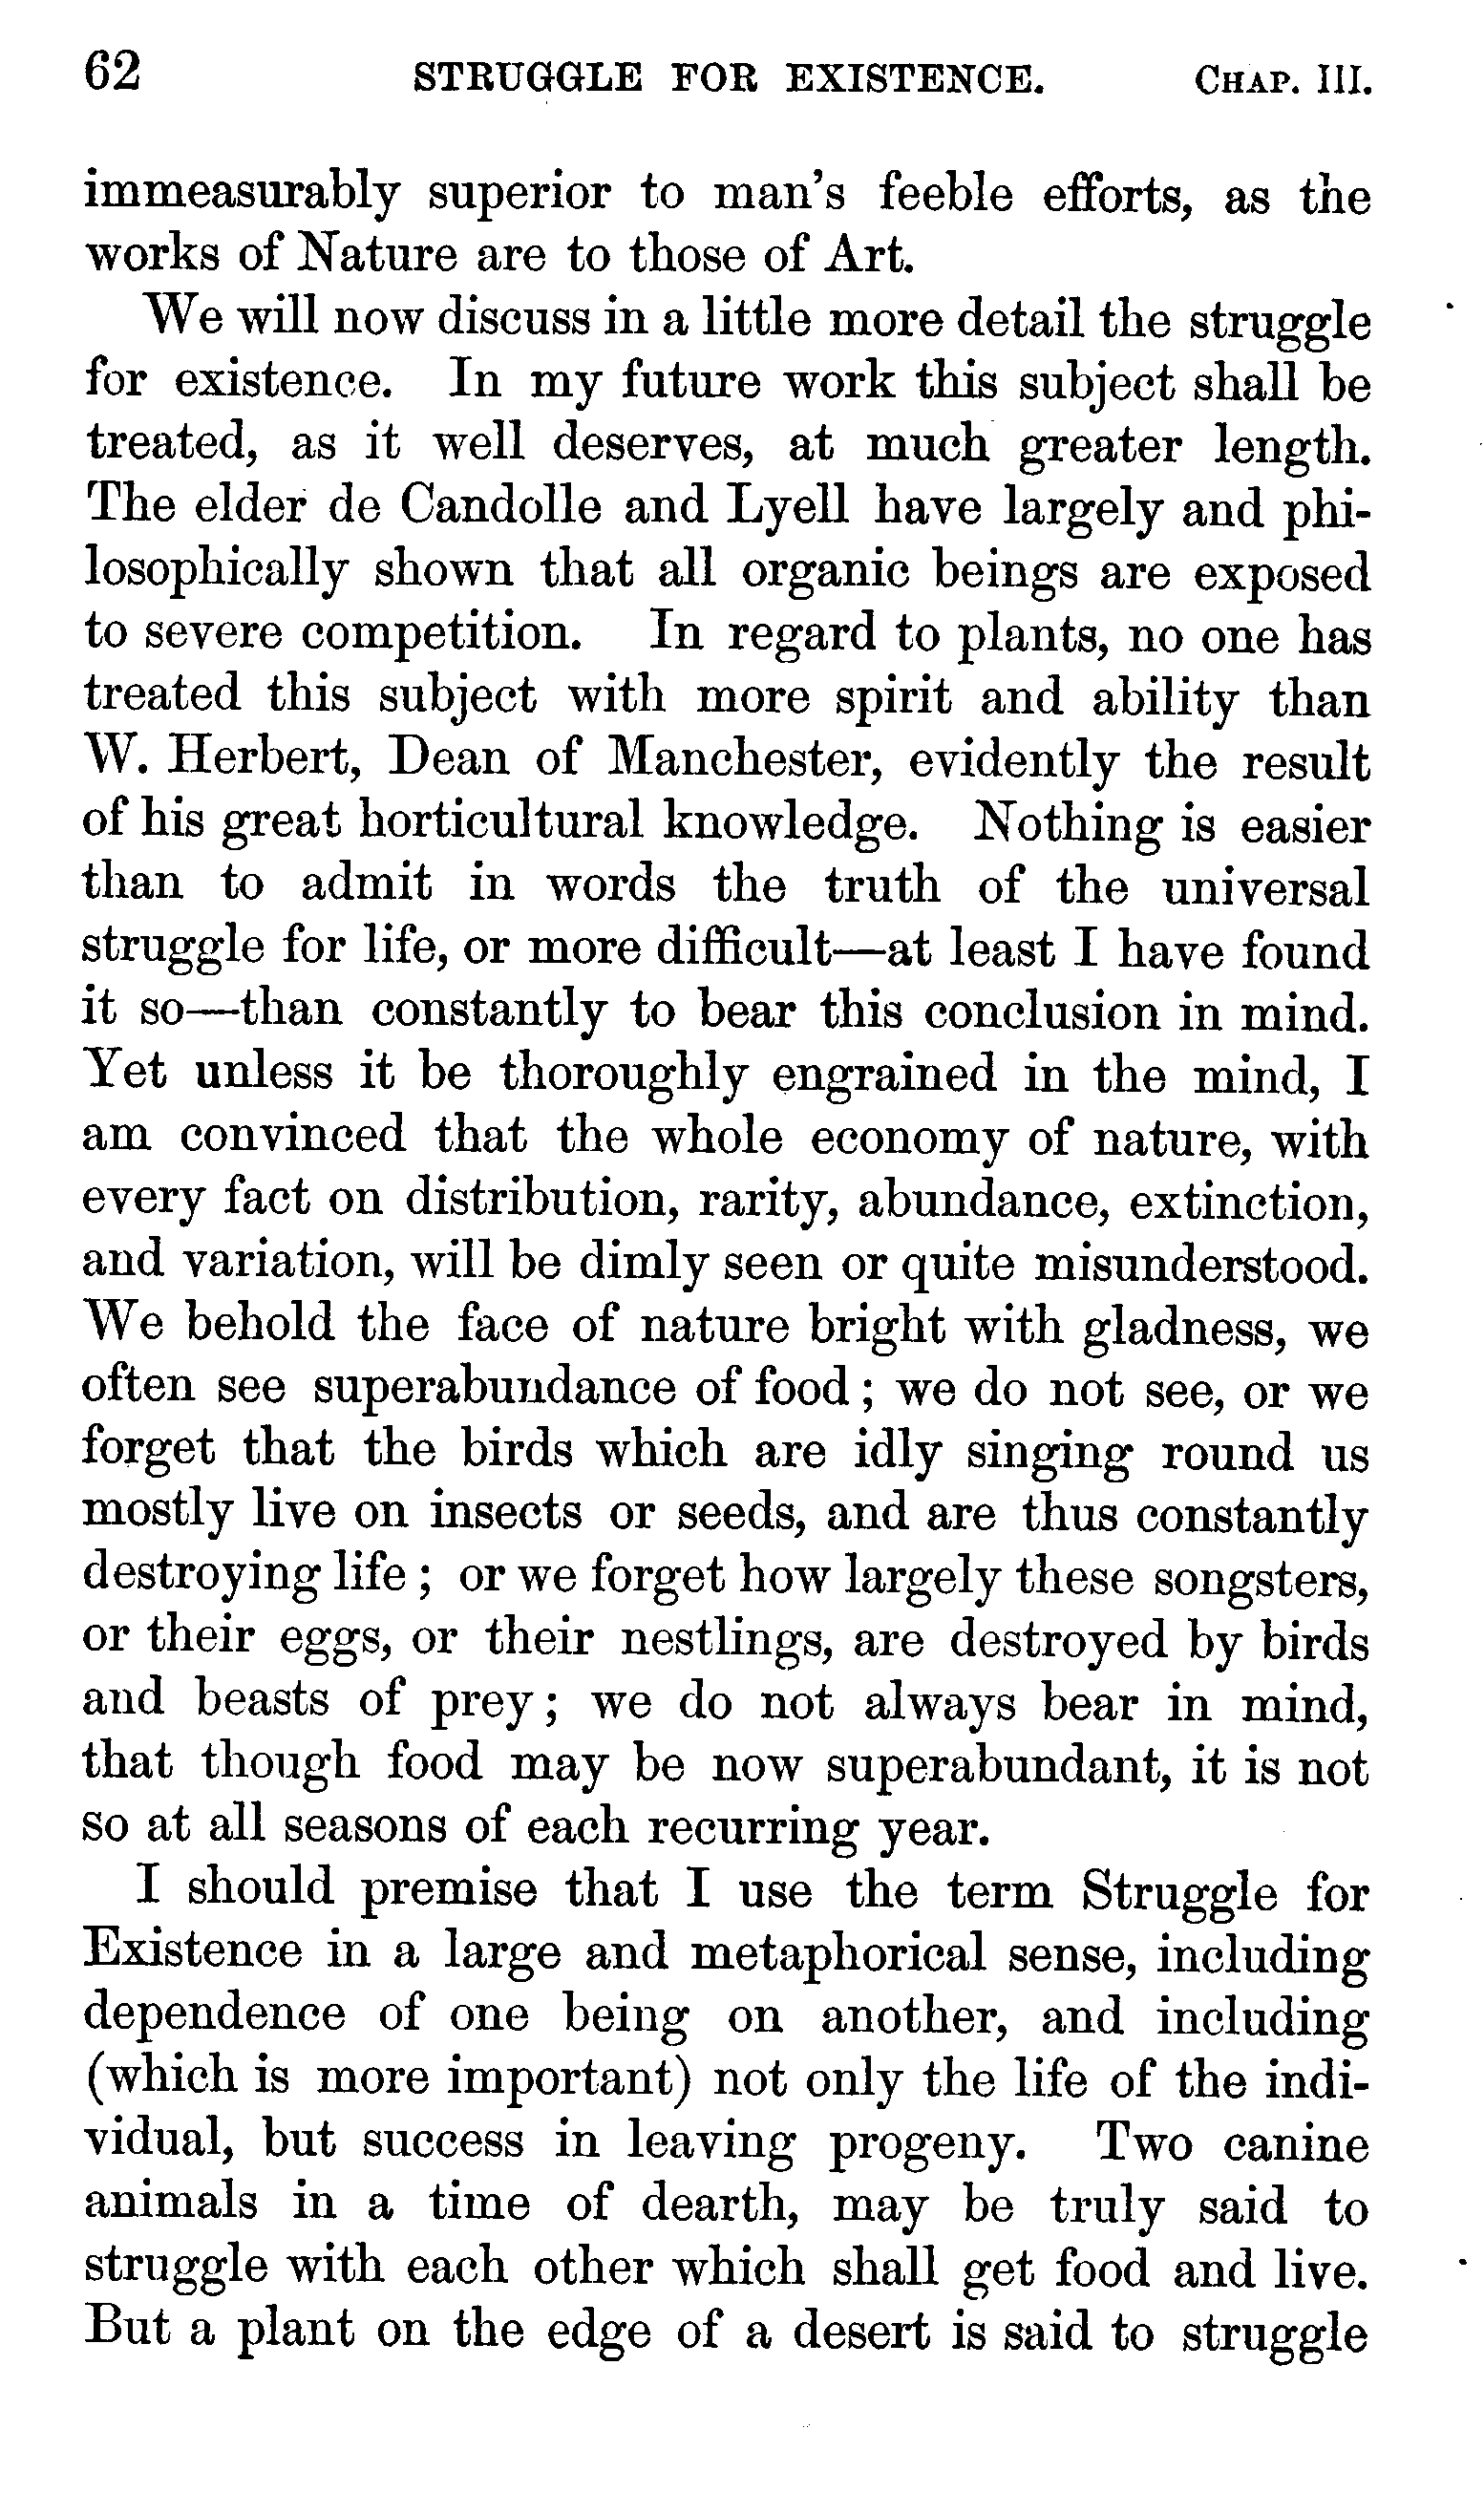 62 STRUGGLE FOR EXISTENCE. CHAP. III.
immeasurably superior to man's feeble efforts, as the
works of Nature are to those of Art.
We will now discuss in a little more detail the struggle
for existence. In my future work this subject shall be
treated, as it well deserves, at much greater length.
The elder de Candolle and Lyell have largely and phi-
losophically shown that all organic beings are exposed
to severe competition. In regard to plants, no one has
treated this subject with more spirit and ability than
W. Herbert, Dean of Manchester, evidently the result
of his great horticultural knowledge. Nothing is easier
than to admit in words the truth of the universal
struggle for life, or more difficult—at least I have found
it so—than constantly to bear this conclusion in mind.
Yet unless it be thoroughly engrained in the mind, I
am convinced that the whole economy of nature, with
every fact on distribution, rarity, abundance, extinction,
and variation, will be dimly seen or quite misunderstood.
We behold the face of nature bright with gladness, we
often see superabundance of food; we do not see, or we
forget that the birds which are idly singing round us
mostly live on insects or seeds, and are thus constantly
destroying life; or we forget how largely these songsters,
or their eggs, or their nestlings, are destroyed by birds
and beasts of prey; we do not always bear in mind,
that though food may be now superabundant, it is not
so at all seasons of each recurring year.
I should premise that I use the term Struggle for
Existence in a large and metaphorical sense, including
dependence of one being on another, and including
(which is more important) not only the life of the indi-
vidual, but success in leaving progeny. Two canine
animals in a time of dearth, may be truly said to
struggle with each other which shall get food and live.
But a plant on the edge of a desert is said to struggle